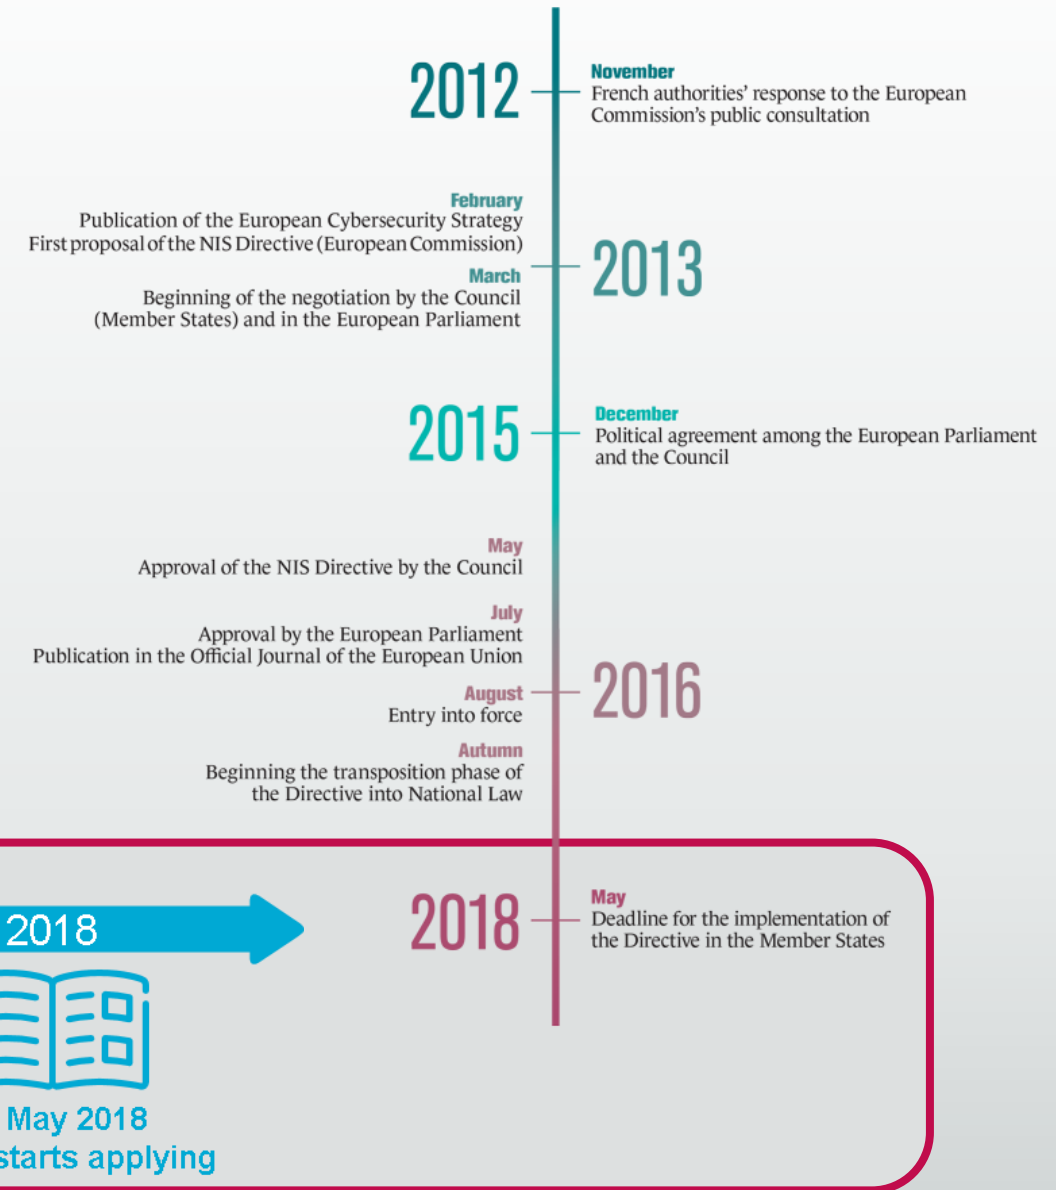 2012
November
French authorities’ response to the European
Commission’s public consultation
February
Publication of the European Cybersecurity Strategy
First proposal of the NIS Directive (European Commission)
March
Beginning of the negotiation by the Council
(Member States) and in the European Parliament
2013
2015
December
Political agreement among the European Parliament
and the Council
May
Approval of the NIS Directive by the Council
July
Approval by the European Parliament
Publication in the Official Journal of the European Union
August
Entry into force
2016
Autumn
Beginning the transposition phase of
the Directive into National Law
2018
2018
May
Deadline for the implementation of
the Directive in the Member States
May 2018
starts applying